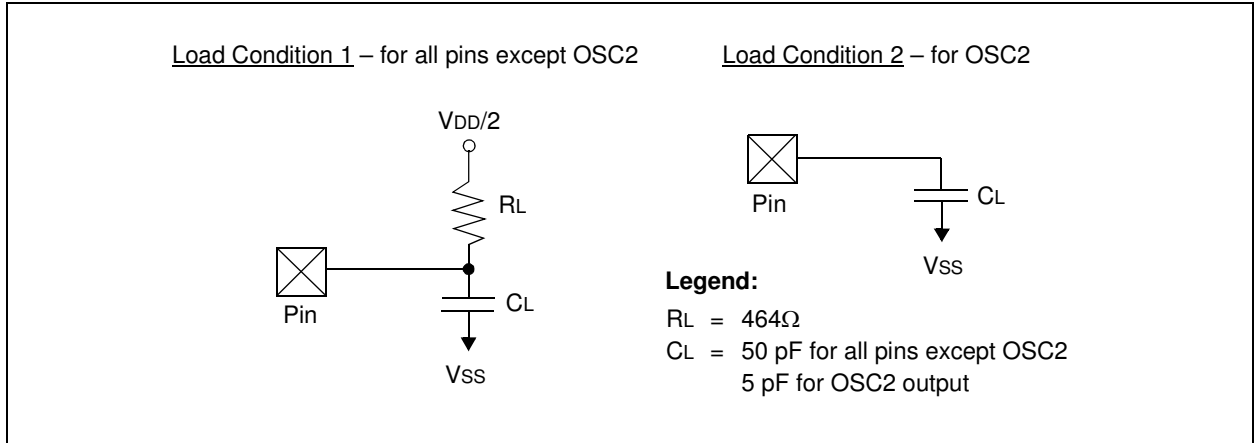 Load Condition 1 – for all pins except OSC2
VDD/2
RL
Pin
CL
VSS
Load Condition 2 – for OSC2
Pin
CL
VSS
Legend:
RL = 464Ω
CL = 50 pF for all pins except OSC2
5 pF for OSC2 output